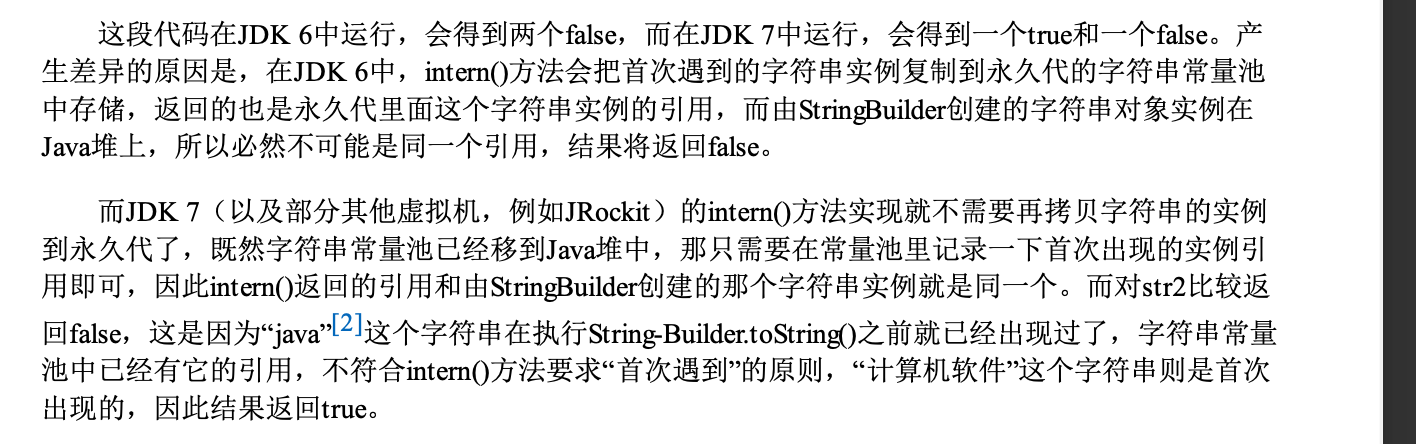 这段代码在JDK 6中运行，会得到两个false，而在JDK 7中运行，会得到一个true和一个false。产
生差异的原因是，在JDK 6中，intern()方法会把首次遇到的字符串实例复制到永久代的字符串常量池
中存储，返回的也是永久代里面这个字符串实例的引用，而由StringBuilder创建的字符串对象实例在
Java堆上，所以必然不可能是同一个引用，结果将返回false。
而JDK 7（以及部分其他虚拟机，例如JRockit）的intern()方法实现就不需要再拷贝字符串的实例
到永久代了，既然字符串常量池已经移到Java堆中，那只需要在常量池里记录一下首次出现的实例引
用即可，因此intern()返回的引用和由StringBuilder创建的那个字符串实例就是同一个。而对str2比较返
回false，这是因为“java”[2]这个字符串在执行String-Builder.toString()之前就已经出现过了，字符串常量
池中已经有它的引用，不符合intern()方法要求“首次遇到”的原则，“计算机软件”这个字符串则是首次
出现的，因此结果返回true。